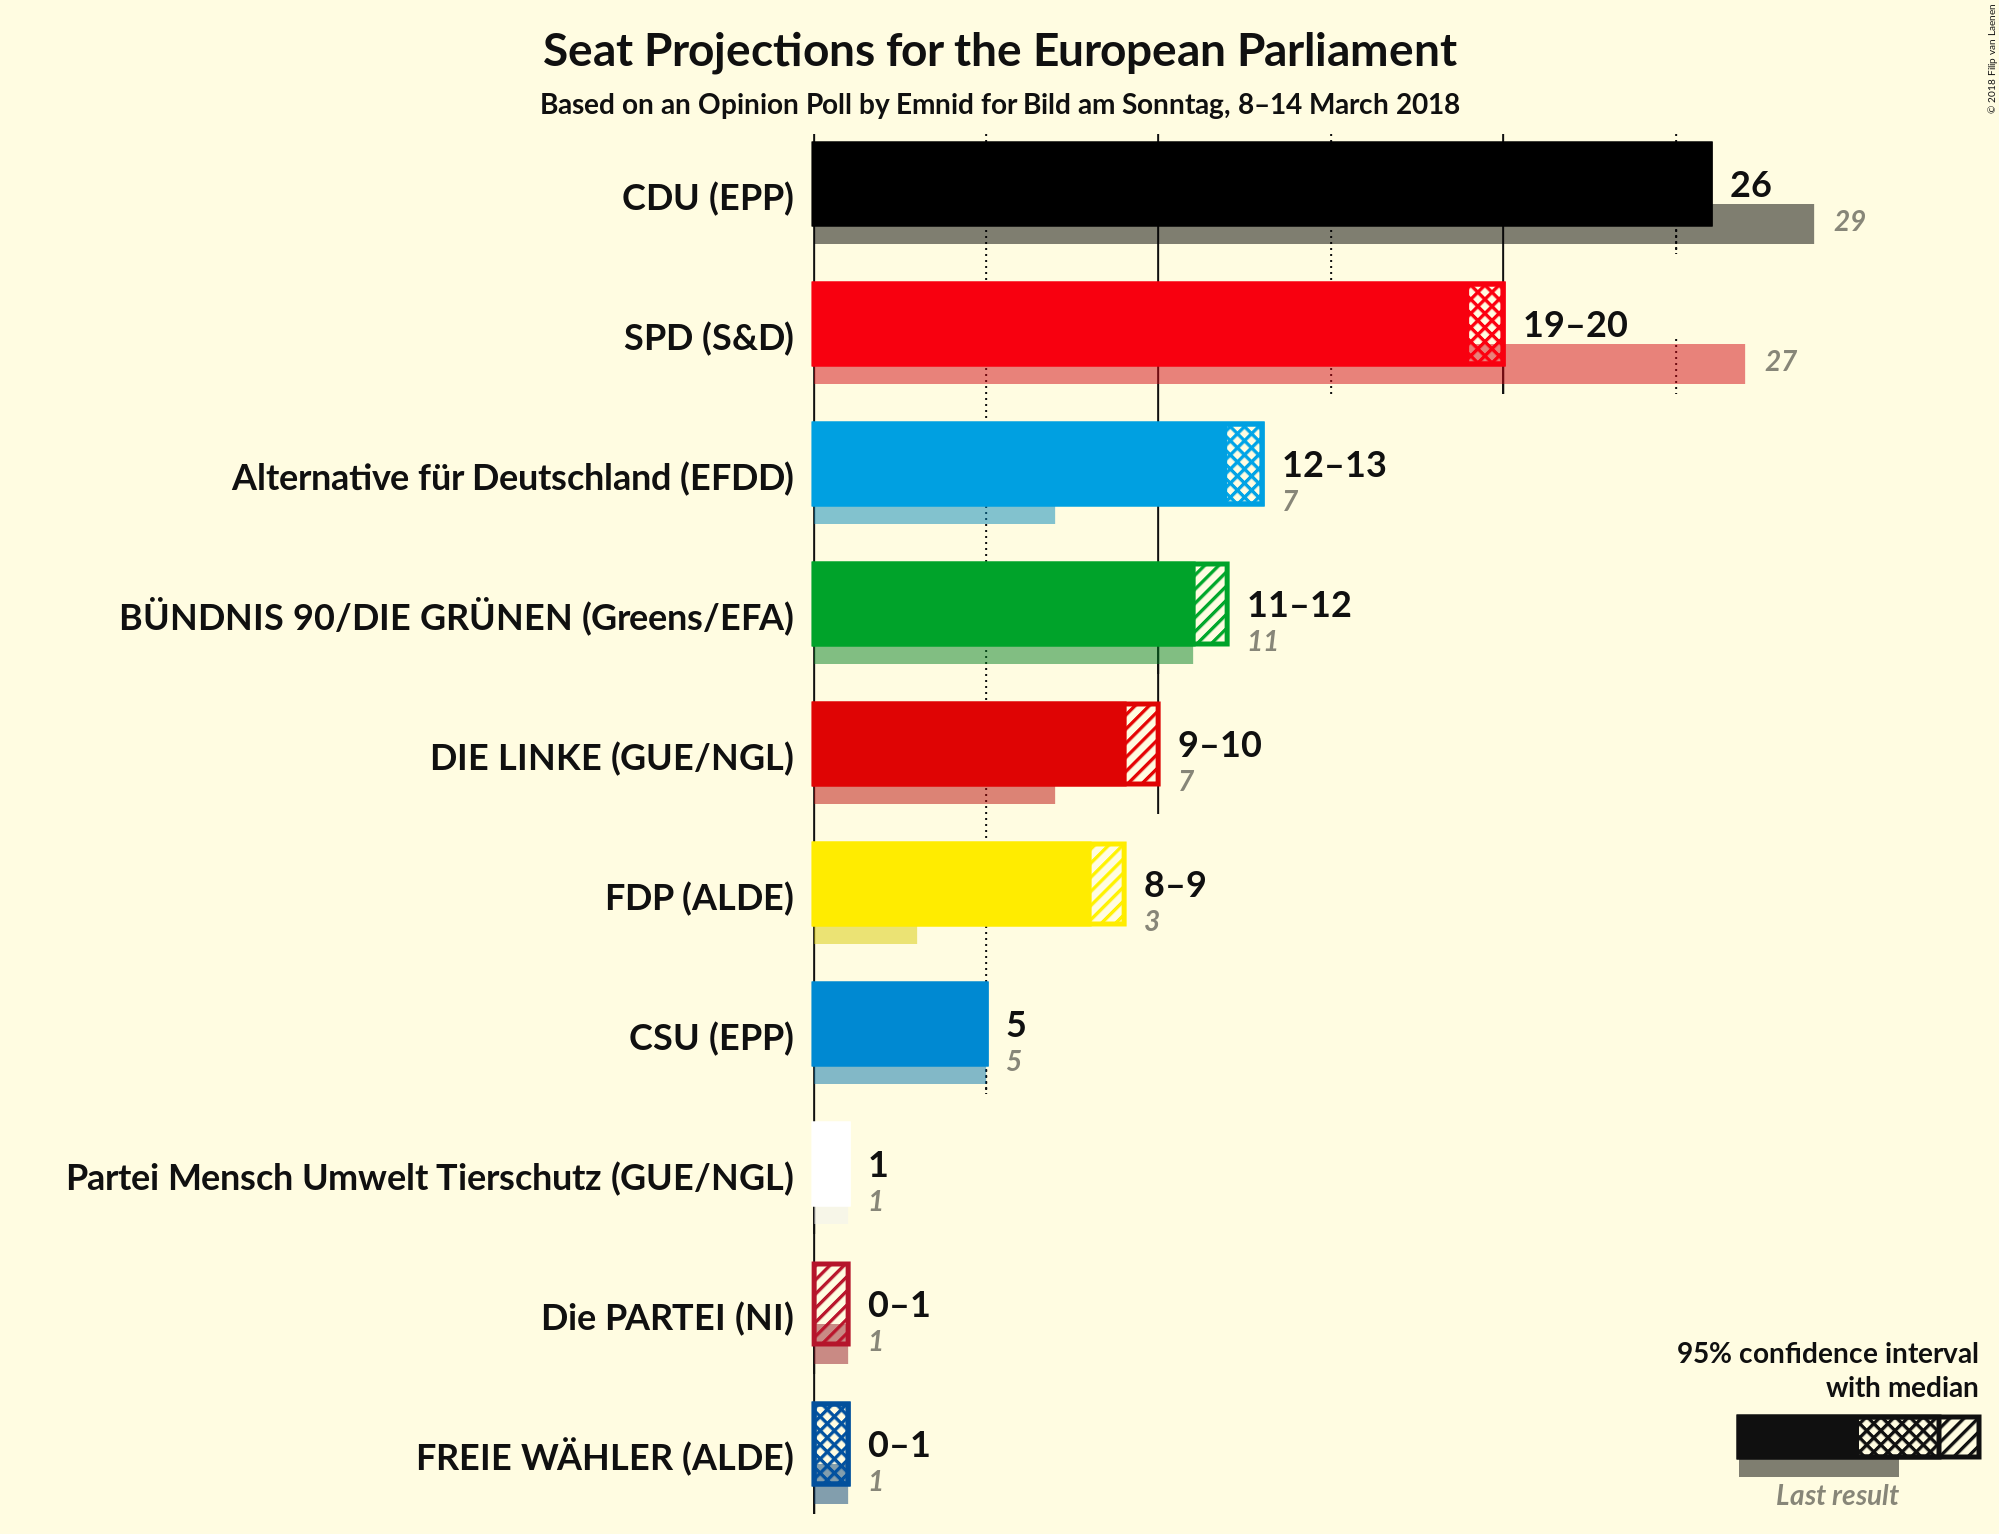 Seat Projections for the European Parliament
Based on an Opinion Poll by Emnid for Bild am Sonntag, 8–14 March 2018
© 2018 Filip van Laenen
CDU (EPP)
26
29
SPD (S&D)
19–20
27
Alternative für Deutschland (EFDD)
12–13
7
BÜNDNIS 90/DIE GRÜNEN (Greens/EFA)
11–12
11
DIE LINKE (GUE/NGL)
9–10
7
FDP (ALDE)
8–9
3
CSU (EPP)
5
5
Partei Mensch Umwelt Tierschutz (GUE/NGL)
1
1
Die PARTEI (NI)
0–1
1
FREIE WÄHLER (ALDE)
0–1
1
95% confidence interval
with median
Last result